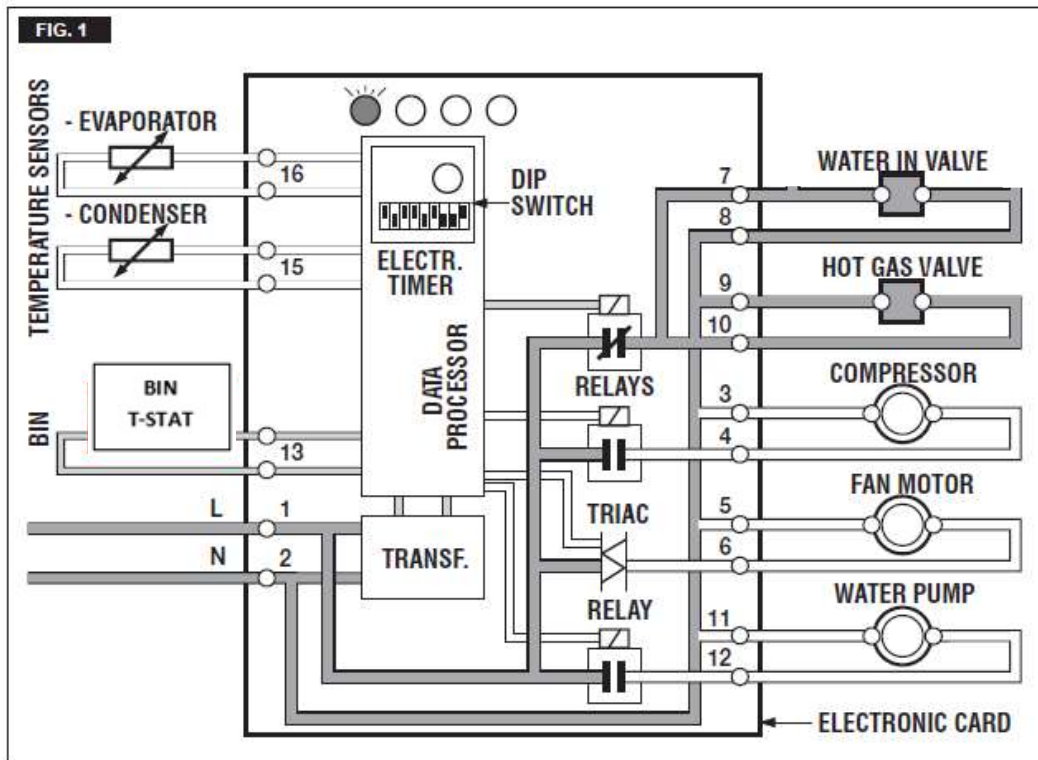 FIG. 1
TEMPERATURE SENSORS
- EVAPORATOR
16
- CONDENSER
15
BIN
BIN
T-STAT
13
L
1
N
2
DIP
SWITCH
ELECTR.
TIMER
DATA
PROCESSOR
TRANSF.
RELAYS
TRIAC
RELAY
7
WATER IN VALVE
8
HOT GAS VALVE
9
10
COMPRESSOR
3
4
FAN MOTOR
5
6
WATER PUMP
11
12
ELECTRONIC CARD